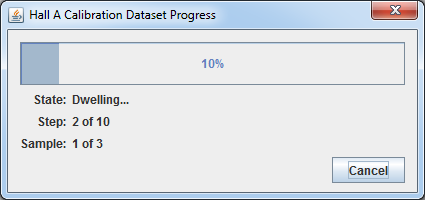 Hall A Calibration Dataset Progress
10%
State: Dwelling...
Step: 2 of 10
Sample: 1 of 3
Cancel